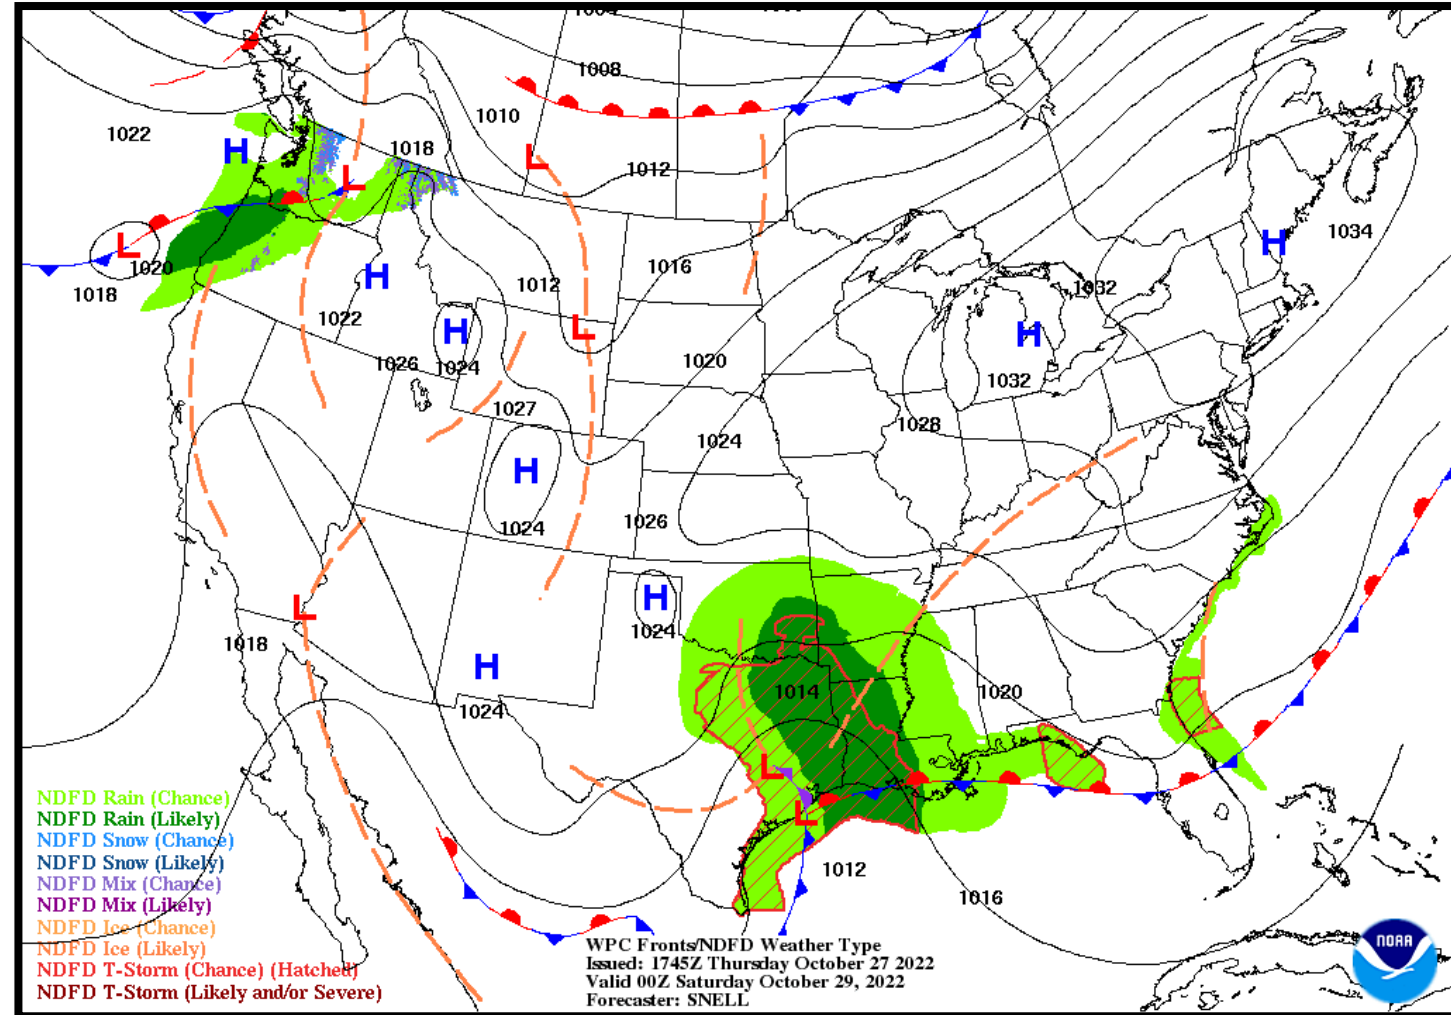 1008
1022
1010
1018
1012
1034
1020
1018
1012
1016
1032
1022
1026
1024
1020
1032
1027
1028
1024
1024
1026
1024
1018
1014
1020
1024
1012
1016
H
L
L
H
L
H
H
H
L
H
H
L
H
H
L
L
NDFD Rain (Chance)
NDFD Rain (Likely)
NDFD Snow (Chance)
NDFD Snow (Likely)
NDFD Mix (Chance)
NDFD Mix (Likely)
NDFD Ice (Chance)
NDFD Ice (Likely)
NDFD T-Storm (Chance) (Hatched)
NDFD T-Storm (Likely and/or Severe)
WPC Fronts/NDFD Weather Type
Issued: 1745Z Thursday October 27 2022
Valid 00Z Saturday October 29, 2022
Forecaster: SNELL
NOAA